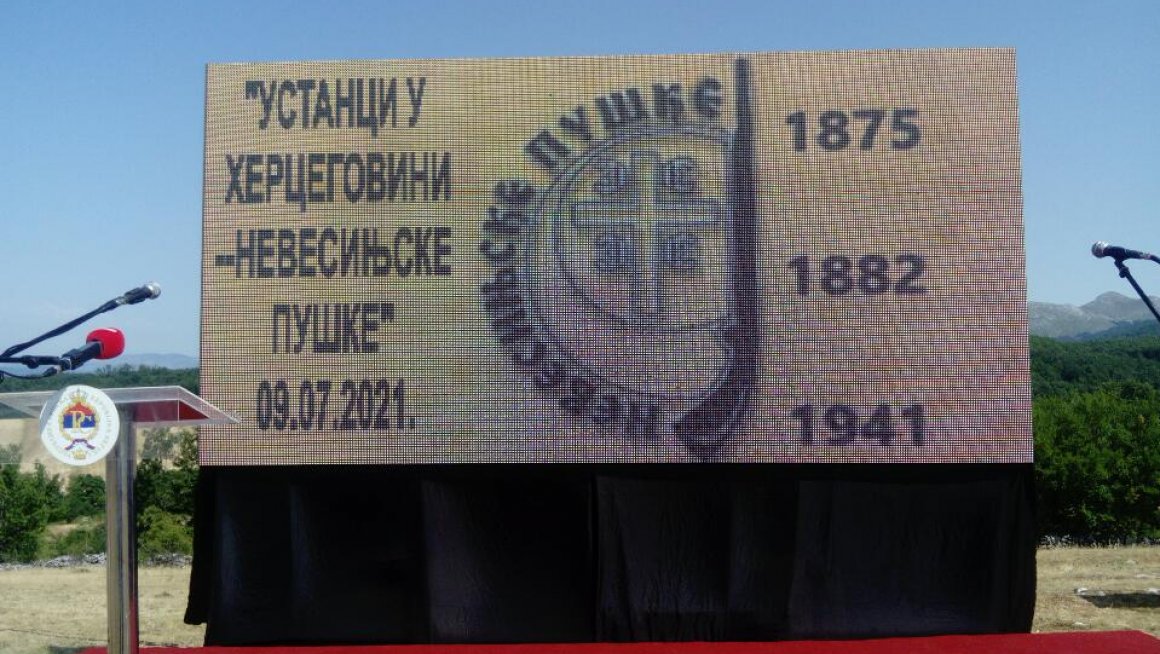 "УСТАНЦИ У
ХЕРЦЕГОВИНИ
–НЕВЕСИЊСКЕ
ПУШКЕ"
09.07.2021.
НЕВЕСИЊСКЕ ПУШКЕ
1875
1882
1941